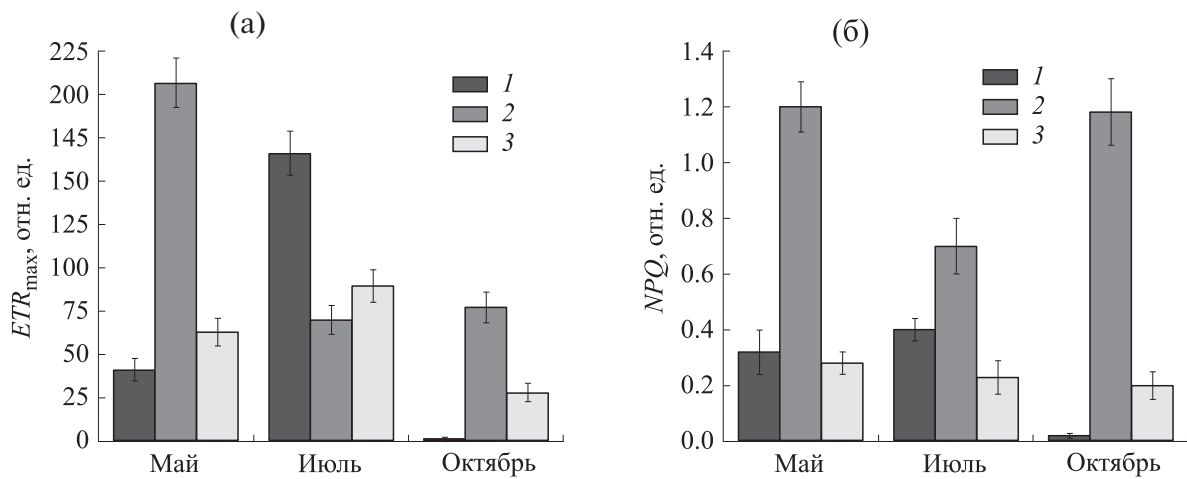 (а)
ETRmax, отн. ед.
225
200
145
150
125
100
75
50
25
0
1
2
3
Май
Июль
Октябрь
(б)
NPQ, отн. ед.
1.4
1.2
1.0
0.8
0.6
0.4
0.2
0.0
1
2
3
Май
Июль
Октябрь